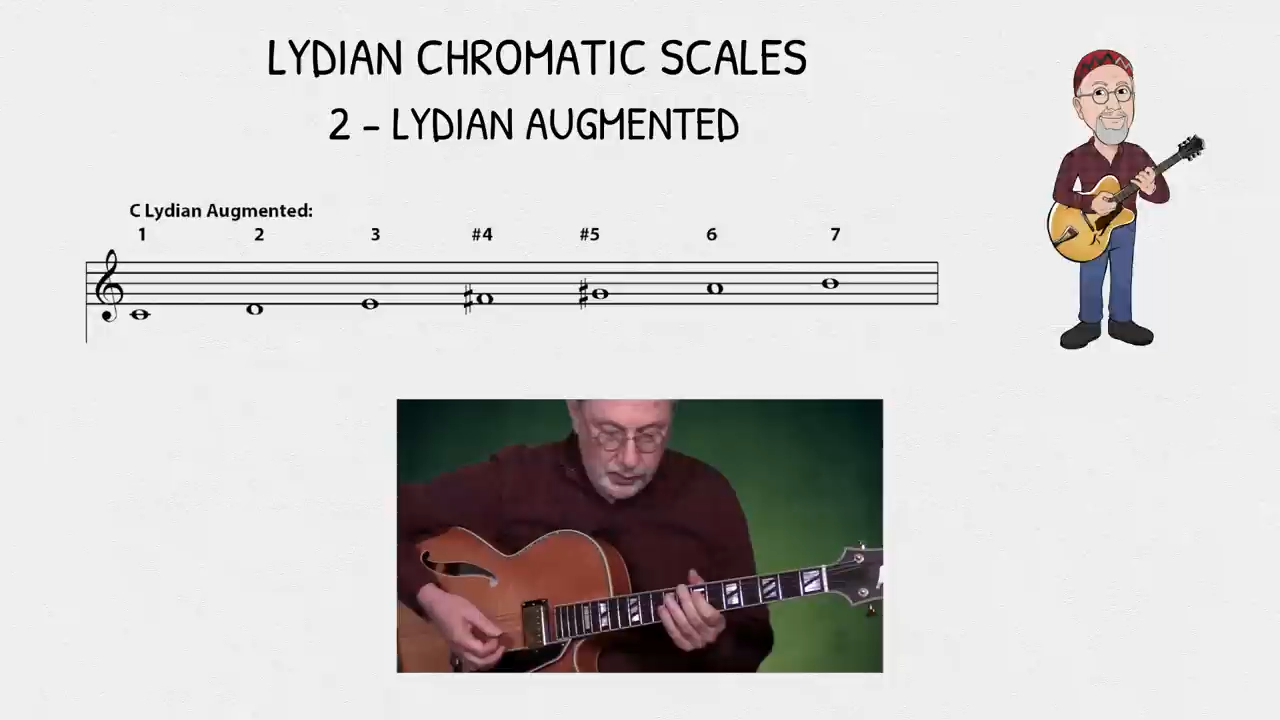 LYDIAN CHROMATIC SCALES
2 – LYDIAN AUGMENTED
C Lydian Augmented:
1 2 3 #4 #5 6 7